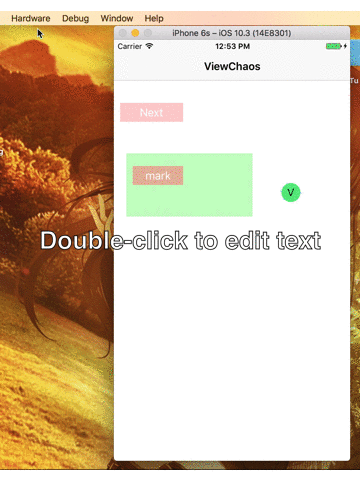 Hardware Debug Window Help
iPhone 6s – iOS 10.3 (14E8301)
Carrier 12:53 PM
ViewChaos
Next
mark
V
Double-click to edit text